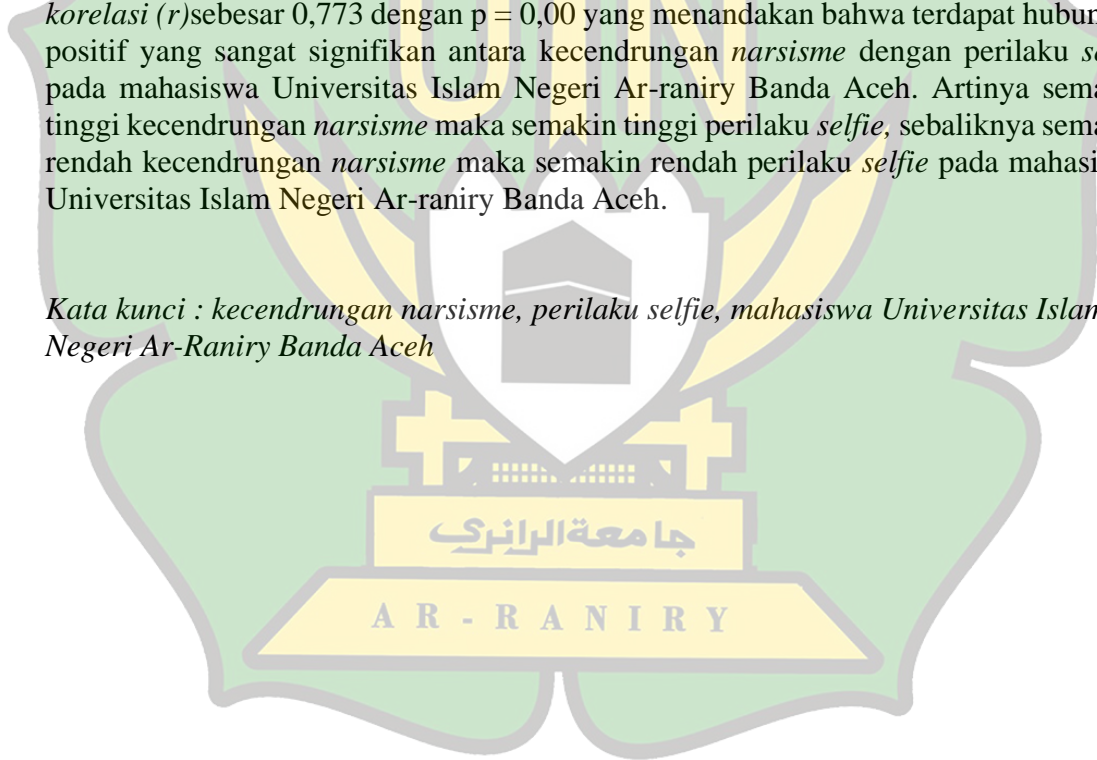 korelasi (r)sebesar 0,773 dengan p = 0,00 yang menandakan bahwa terdapat hubun
positif yang sangat signifikan antara kecendrungan narsisme dengan perilaku se
pada mahasiswa Universitas Islam Negeri Ar-raniry Banda Aceh. Artinya sema
tinggi kecendrungan narsisme maka semakin tinggi perilaku selfie, sebaliknya sema
rendah kecendrungan narsisme maka semakin rendah perilaku selfie pada mahasi
Universitas Islam Negeri Ar-raniry Banda Aceh.
Kata kunci : kecendrungan narsisme, perilaku selfie, mahasiswa Universitas Islam
Negeri Ar-Raniry Banda Aceh
UIN
جامعةالرانري
AR-RANIRY